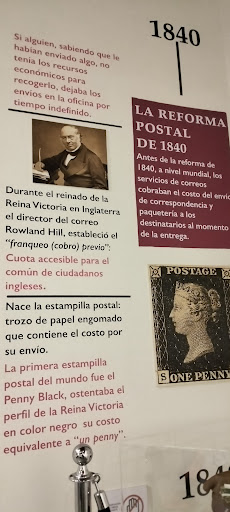 Si alguien, sabiendo que le
habían enviado algo, no
tenía los recursos
económicos para
recogerlo, dejaba los
envíos en la oficina por
tiempo indefinido.
Durante el reinado de la
Reina Victoria en Inglaterra
el director del correo
Rowland Hill, estableció el
"franqueo (cobro) previo":
Cuota accesible para el
común de ciudadanos
ingleses.
Nace la estampilla postal:
trozo de papel engomado
que contiene el costo por
su envío.
La primera estampilla
postal del mundo fue el
Penny Black, ostentaba el
perfil de la Reina Victoria
en color negro su costo
equivalente a "un penny".
1840
LA REFORMA
POSTAL
DE 1840
Antes de la reforma de
1840, a nivel mundial, los
servicios de correos
cobraban el costo del envío
de correspondencia y
paquetería a los
destinatarios al momento
de la entrega.
POSTAGE
S ONE PENNY
184